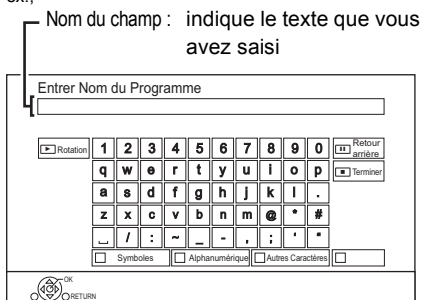 ex.,
Nom du champ : indique le texte que vous
avez saisi
Entrer Nom du Programme
Rotation 1 2 3 4 5 6 7 8 9 0 Retour arrière
q w e r t y u i o p Terminer
a s d f g h j k l .
z x c v b n m @ * #
⎵ / : ~ _ - , ; ' "
Symboles Alphanumérique Autres Caractères
OK
RETURN